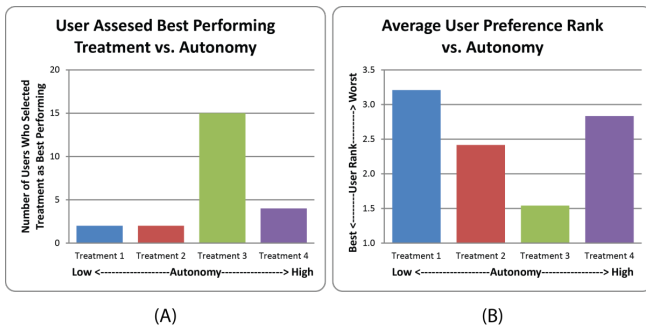 User Assesed Best Performing
Treatment vs. Autonomy
Number of Users Who Selected
Treatment as Best Performing
20
15
10
5
0
Treatment 1 Treatment 2 Treatment 3 Treatment 4
Low <--------------------Autonomy------------------> High
(A)
Average User Preference Rank
vs. Autonomy
Best <-------User Rank--------> Worst
3.5
3.0
2.5
2.0
1.5
1.0
Treatment 1 Treatment 2 Treatment 3 Treatment 4
Low <--------------------Autonomy------------------> High
(B)